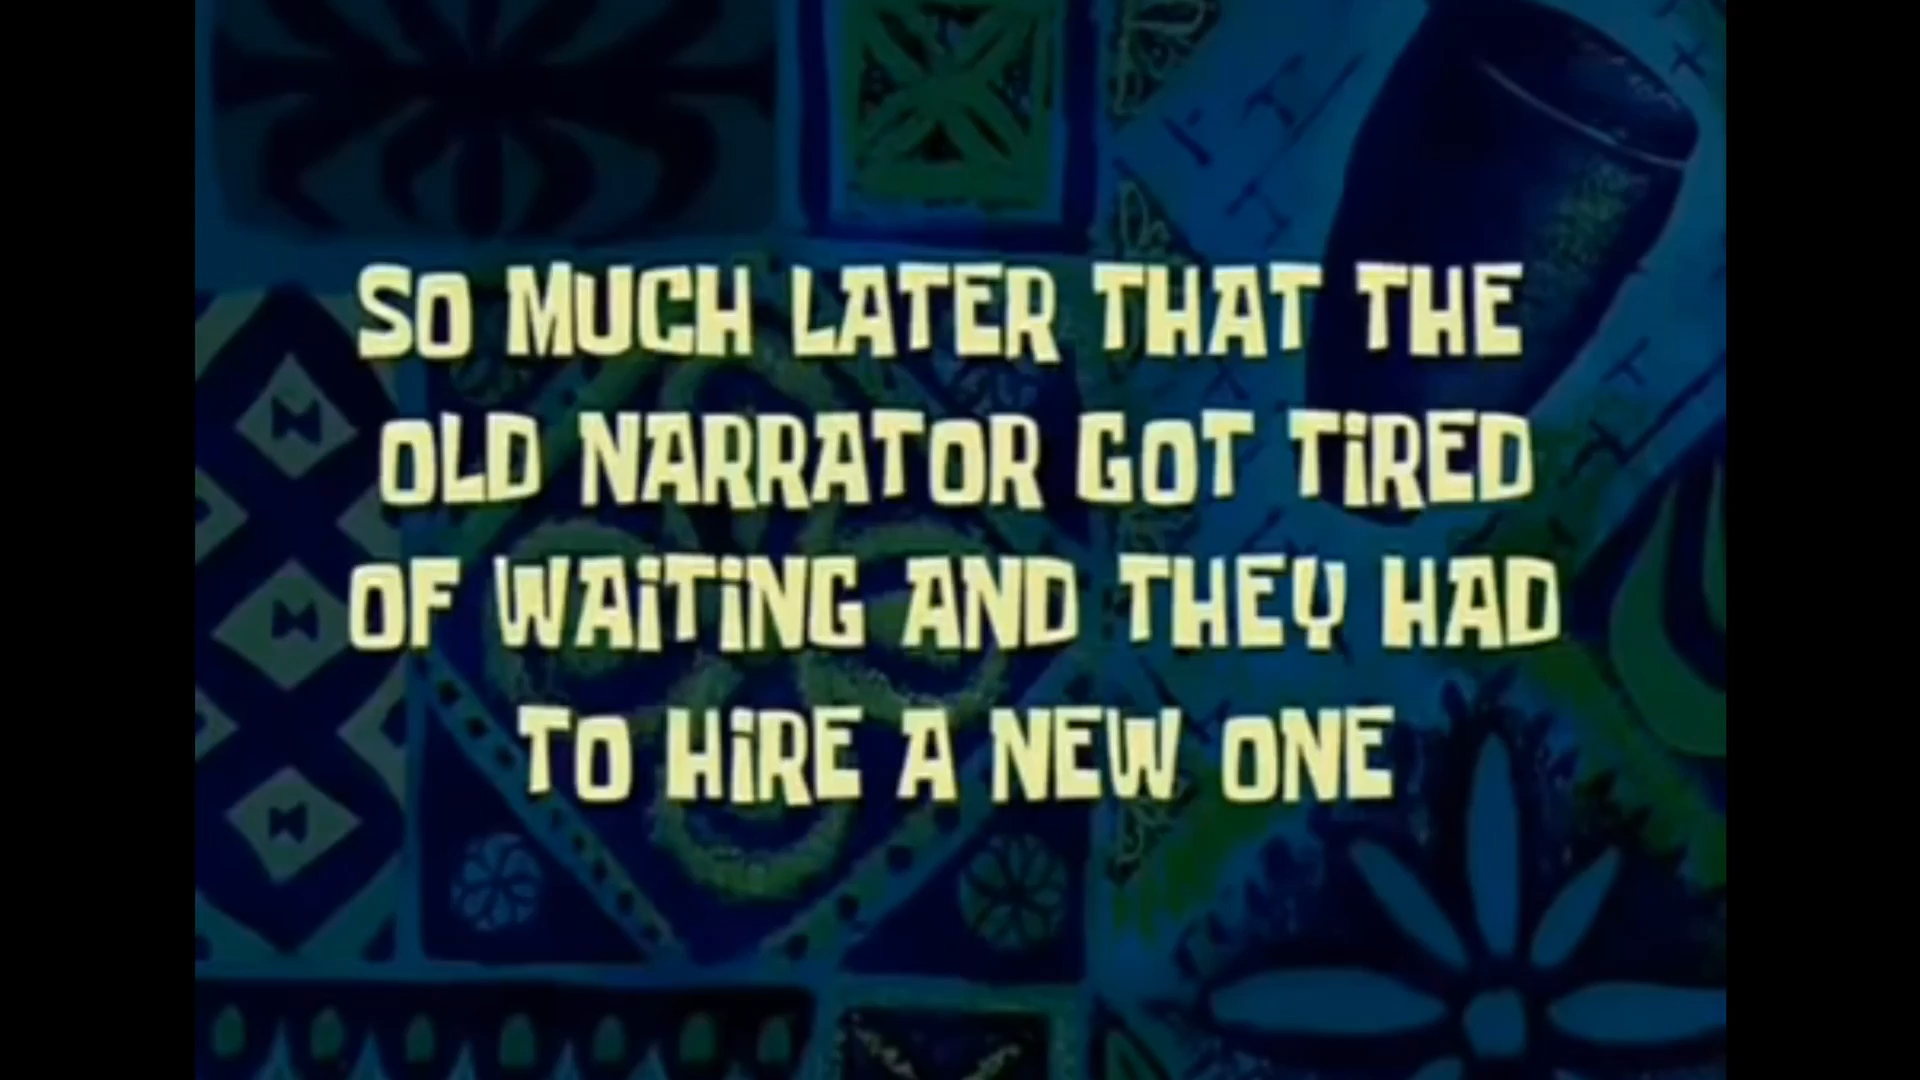 SO MUCH LATER THAT THE
OLD NARRATOR GOT TiRED
OF WAiTiNG AND THEY HAD
TO HiRE A NEW ONE